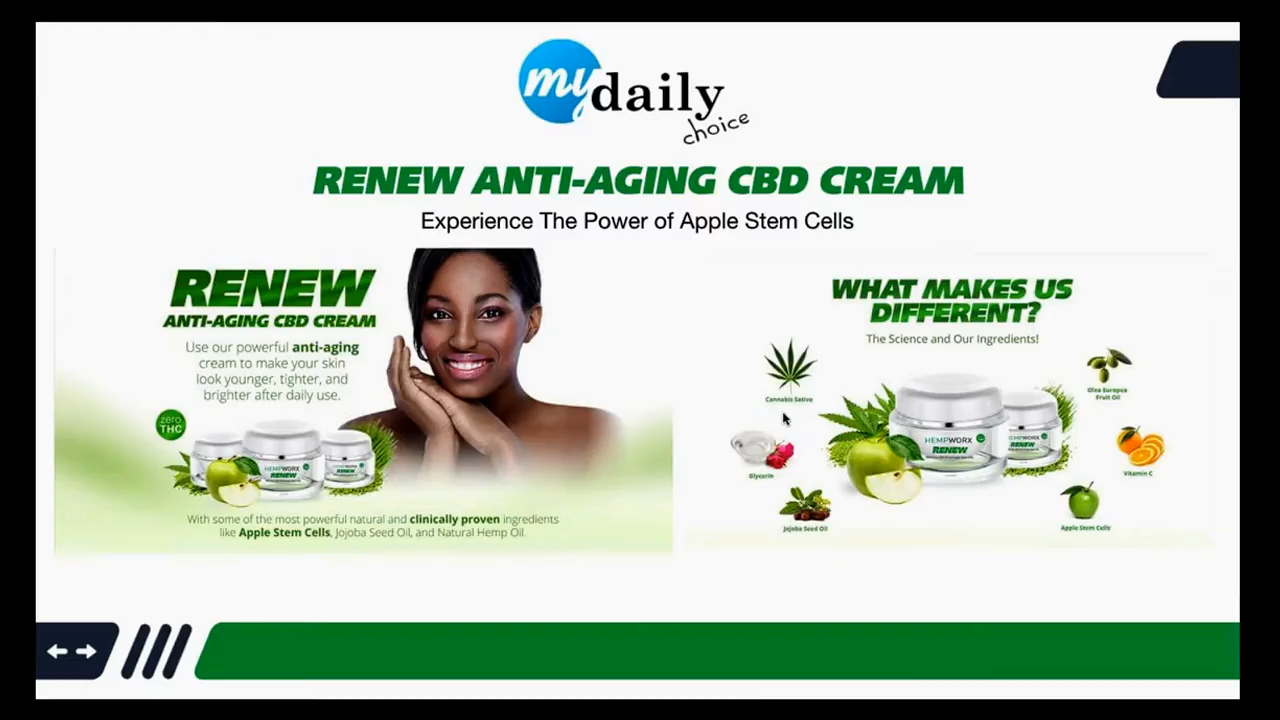 my daily
choice
RENEW ANTI-AGING CBD CREAM
Experience The Power of Apple Stem Cells
RENEW
ANTI-AGING CBD CREAM
Use our powerful anti-aging
cream to make your skin
look younger, tighter, and
brighter after daily use.
zero
THC
HEMPWORX
RENEW
With some of the most powerful natural and clinically proven ingredients
like Apple Stem Cells, Jojoba Seed Oil, and Natural Hemp Oil.
WHAT MAKES US
DIFFERENT?
The Science and Our Ingredients!
Cannabis Sativa
Olea Europea
Fruit Oil
HEMPWORX
RENEW
Glycerin
Vitamin C
Jojoba Seed Oil
Apple Stem Cells